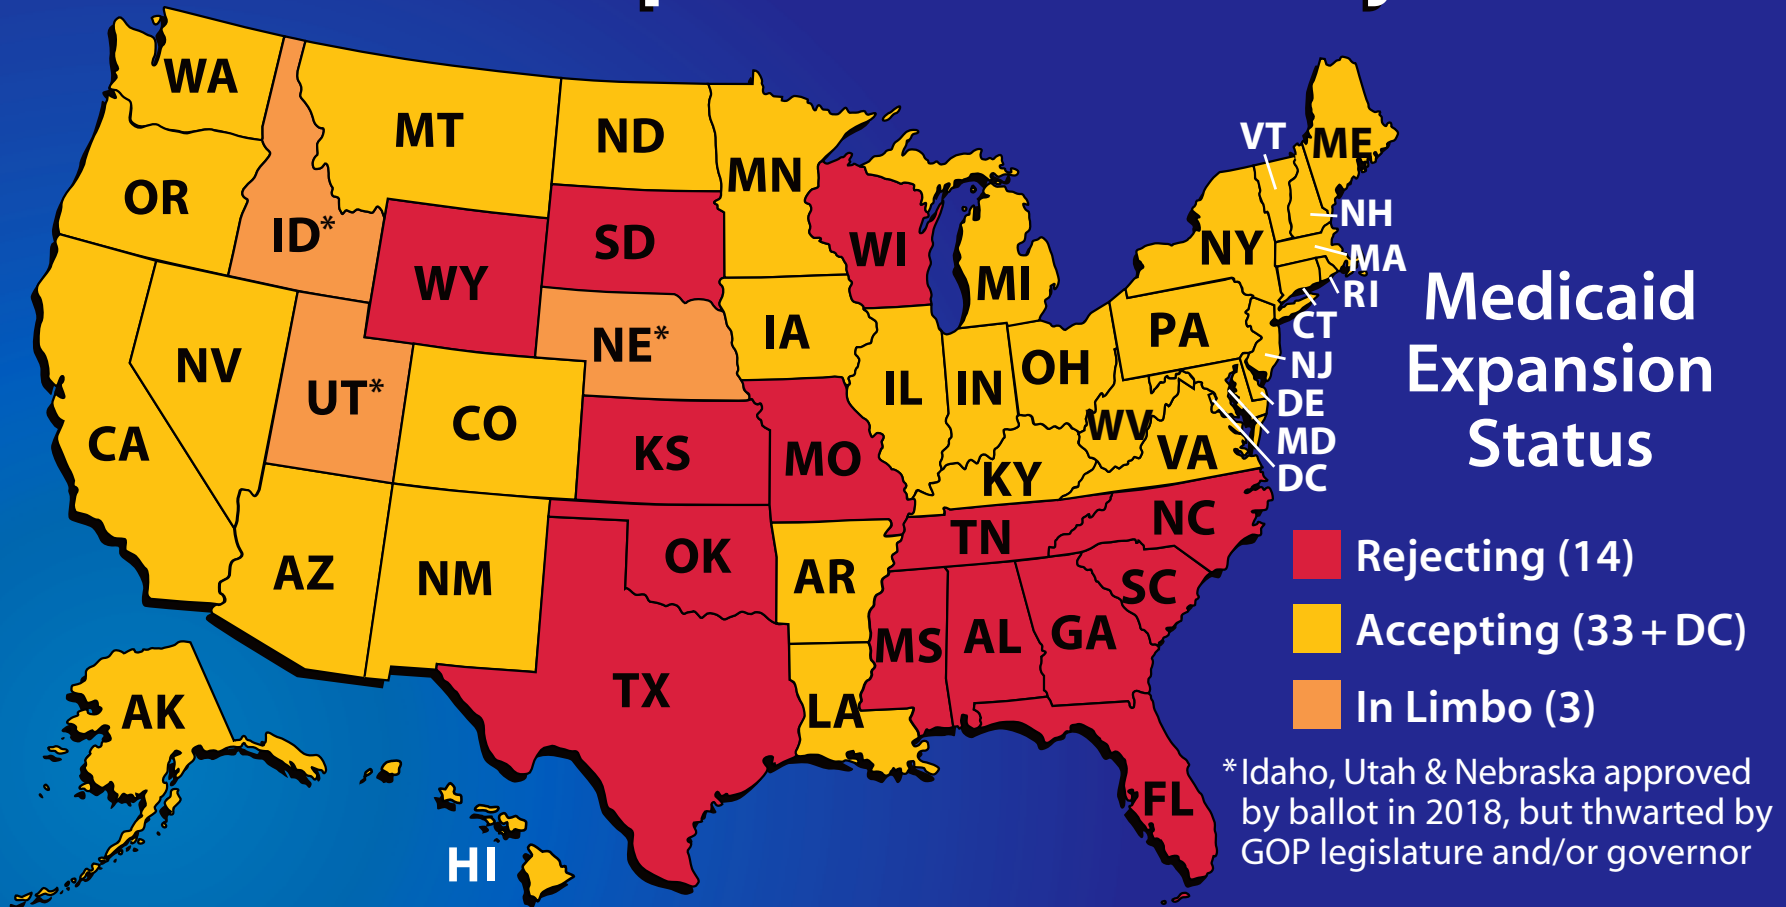 WA
MT
ND
MN
VT
ME
OR
ID*
SD
WI
NH
NY
MA
WY
MI
RI
Medicaid
Expansion
Status
NE*
IA
PA
CT
NV
UT*
CO
IL
IN
OH
NJ
DE
CA
KS
MO
WV
VA
MD
KY
DC
AZ
NM
OK
AR
TN
NC
SC
MS
AL
GA
TX
LA
FL
AK
HI
Rejecting (14)
Accepting (33+DC)
In Limbo (3)
*Idaho, Utah & Nebraska approved
by ballot in 2018, but thwarted by
GOP legislature and/or governor